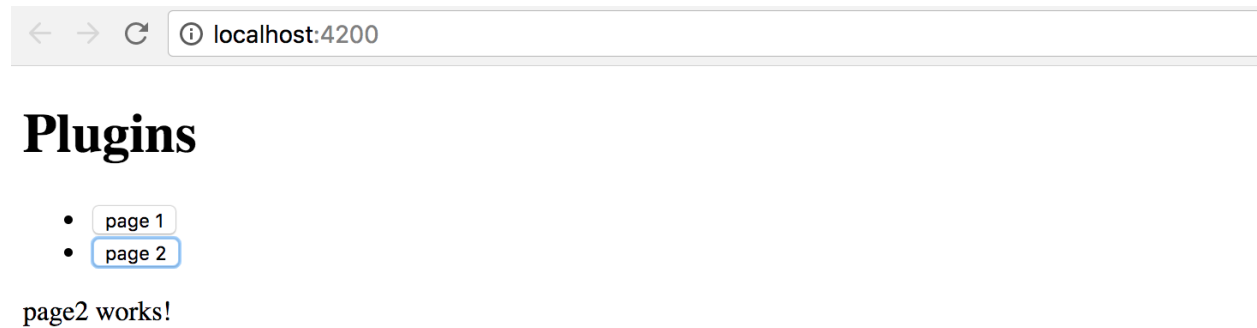 localhost:4200
Plugins
page 1
page 2
page2 works!